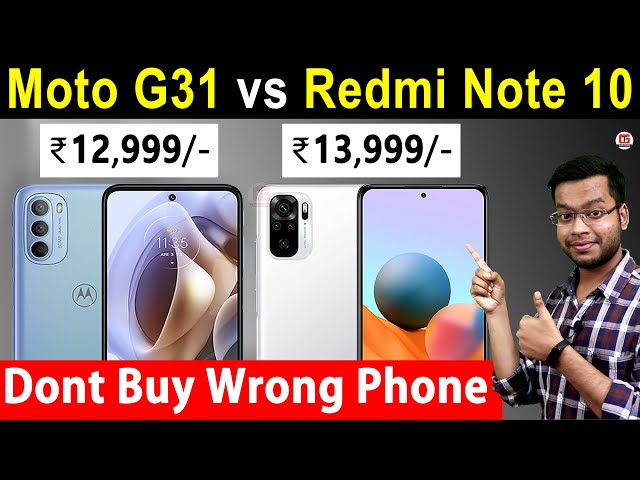 Moto G31 vs Redmi Note 10
₹12,999/- ₹13,999/-
11:35
Dont Buy Wrong Phone